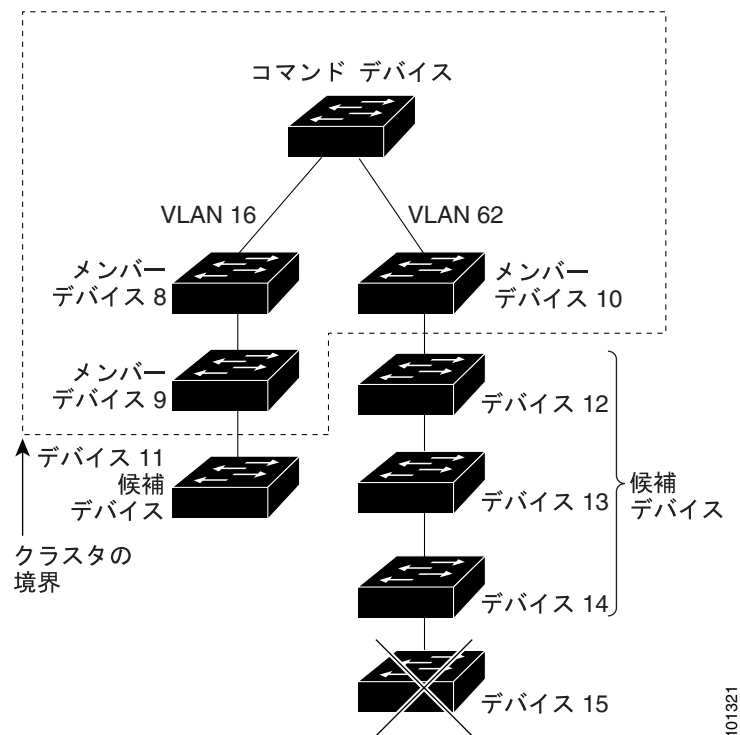 コマンド デバイス
VLAN 16
VLAN 62
メンバー
デバイス 8
メンバー
デバイス 10
メンバー
デバイス 9
デバイス 12
デバイス 11
候補
デバイス
デバイス 13
候補
デバイス
クラスタの
境界
デバイス 14
デバイス 15
101321